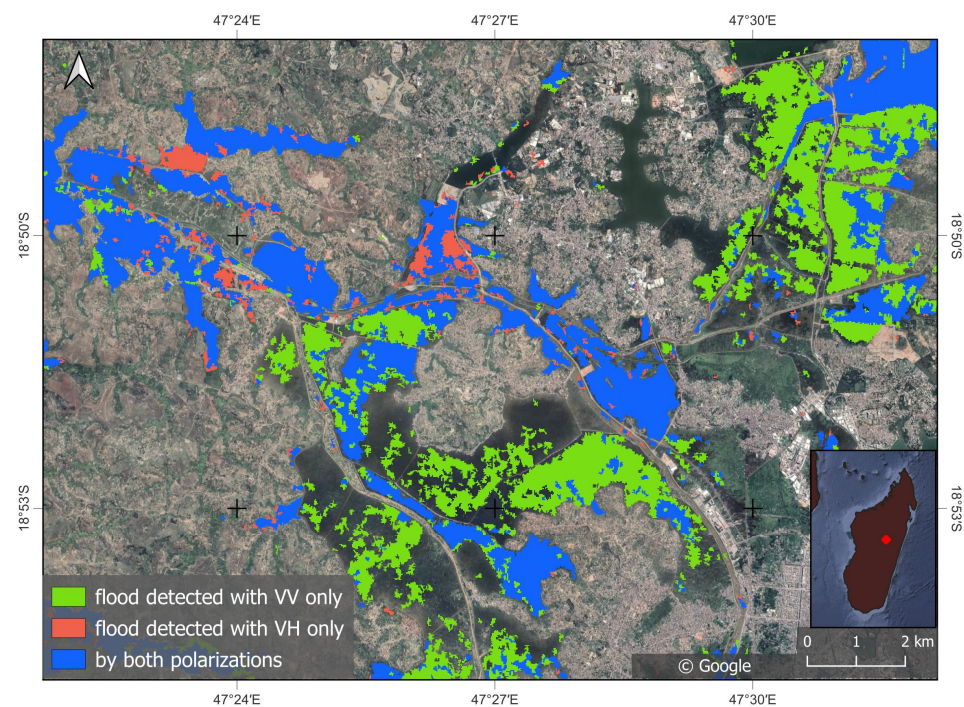 47°24'E 47°27'E 47°30'E
18°50'S 18°50'S
18°53'S 18°53'S
flood detected with VV only
flood detected with VH only
by both polarizations
0 1 2 km
© Google
47°24'E 47°27'E 47°30'E